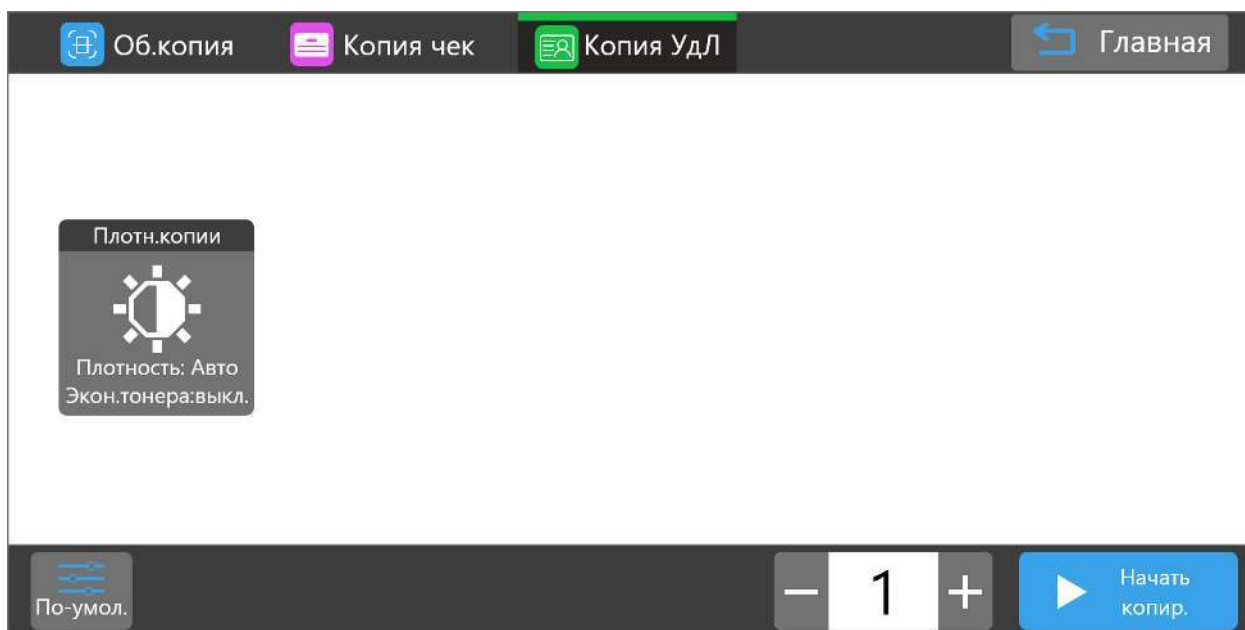 Об.копия
Копия чек
Копия УдЛ
Главная
Плотн.копии
Плотность: Авто
Экон.тонера:выкл.
По-умол.
1
Начать
копир.